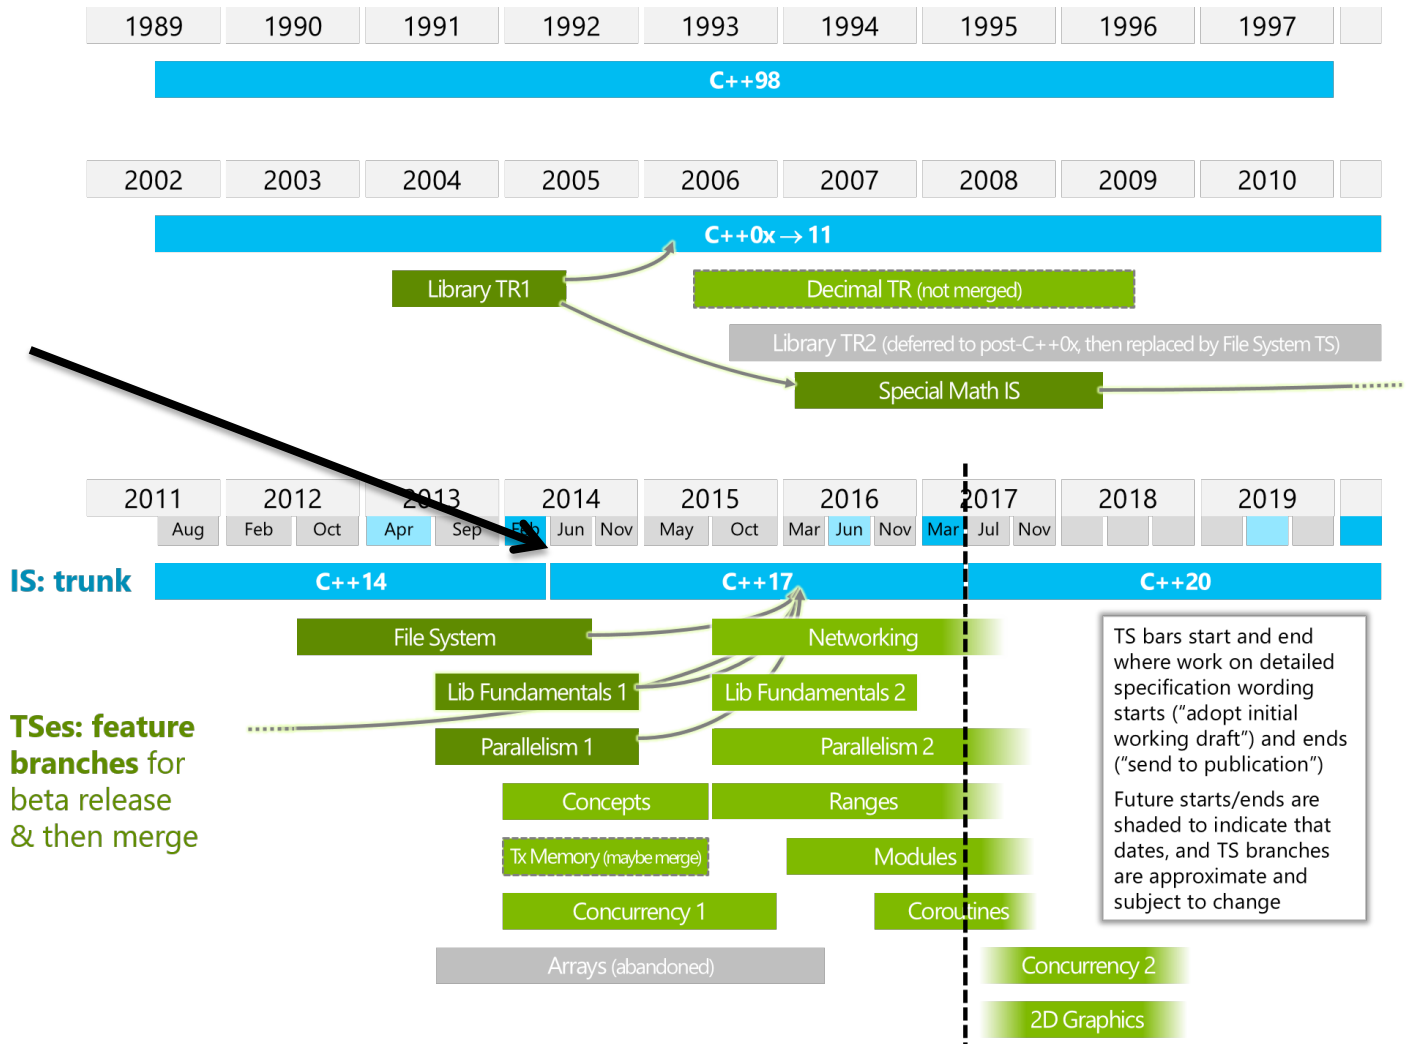 1989 1990 1991 1992 1993 1994 1995 1996 1997
C++98
2002 2003 2004 2005 2006 2007 2008 2009 2010
C++0x → 11
Library TR1
Decimal TR (not merged)
Library TR2 (deferred to post-C++0x, then replaced by File System TS)
Special Math IS
2011 2012 2013 2014 2015 2016 2017 2018 2019
Aug Feb Oct Apr Sep Feb Jun Nov May Oct Mar Jun Nov Mar Jul Nov
IS: trunk
C++14 C++17 C++20
File System Networking
Lib Fundamentals 1 Lib Fundamentals 2
Parallelism 1 Parallelism 2
Concepts Ranges
Tx Memory (maybe merge) Modules
Concurrency 1 Coroutines
Arrays (abandoned) Concurrency 2
2D Graphics
TSes: feature
branches for
beta release
& then merge
TS bars start and end
where work on detailed
specification wording
starts (“adopt initial
working draft”) and ends
(“send to publication”)
Future starts/ends are
shaded to indicate that
dates, and TS branches
are approximate and
subject to change